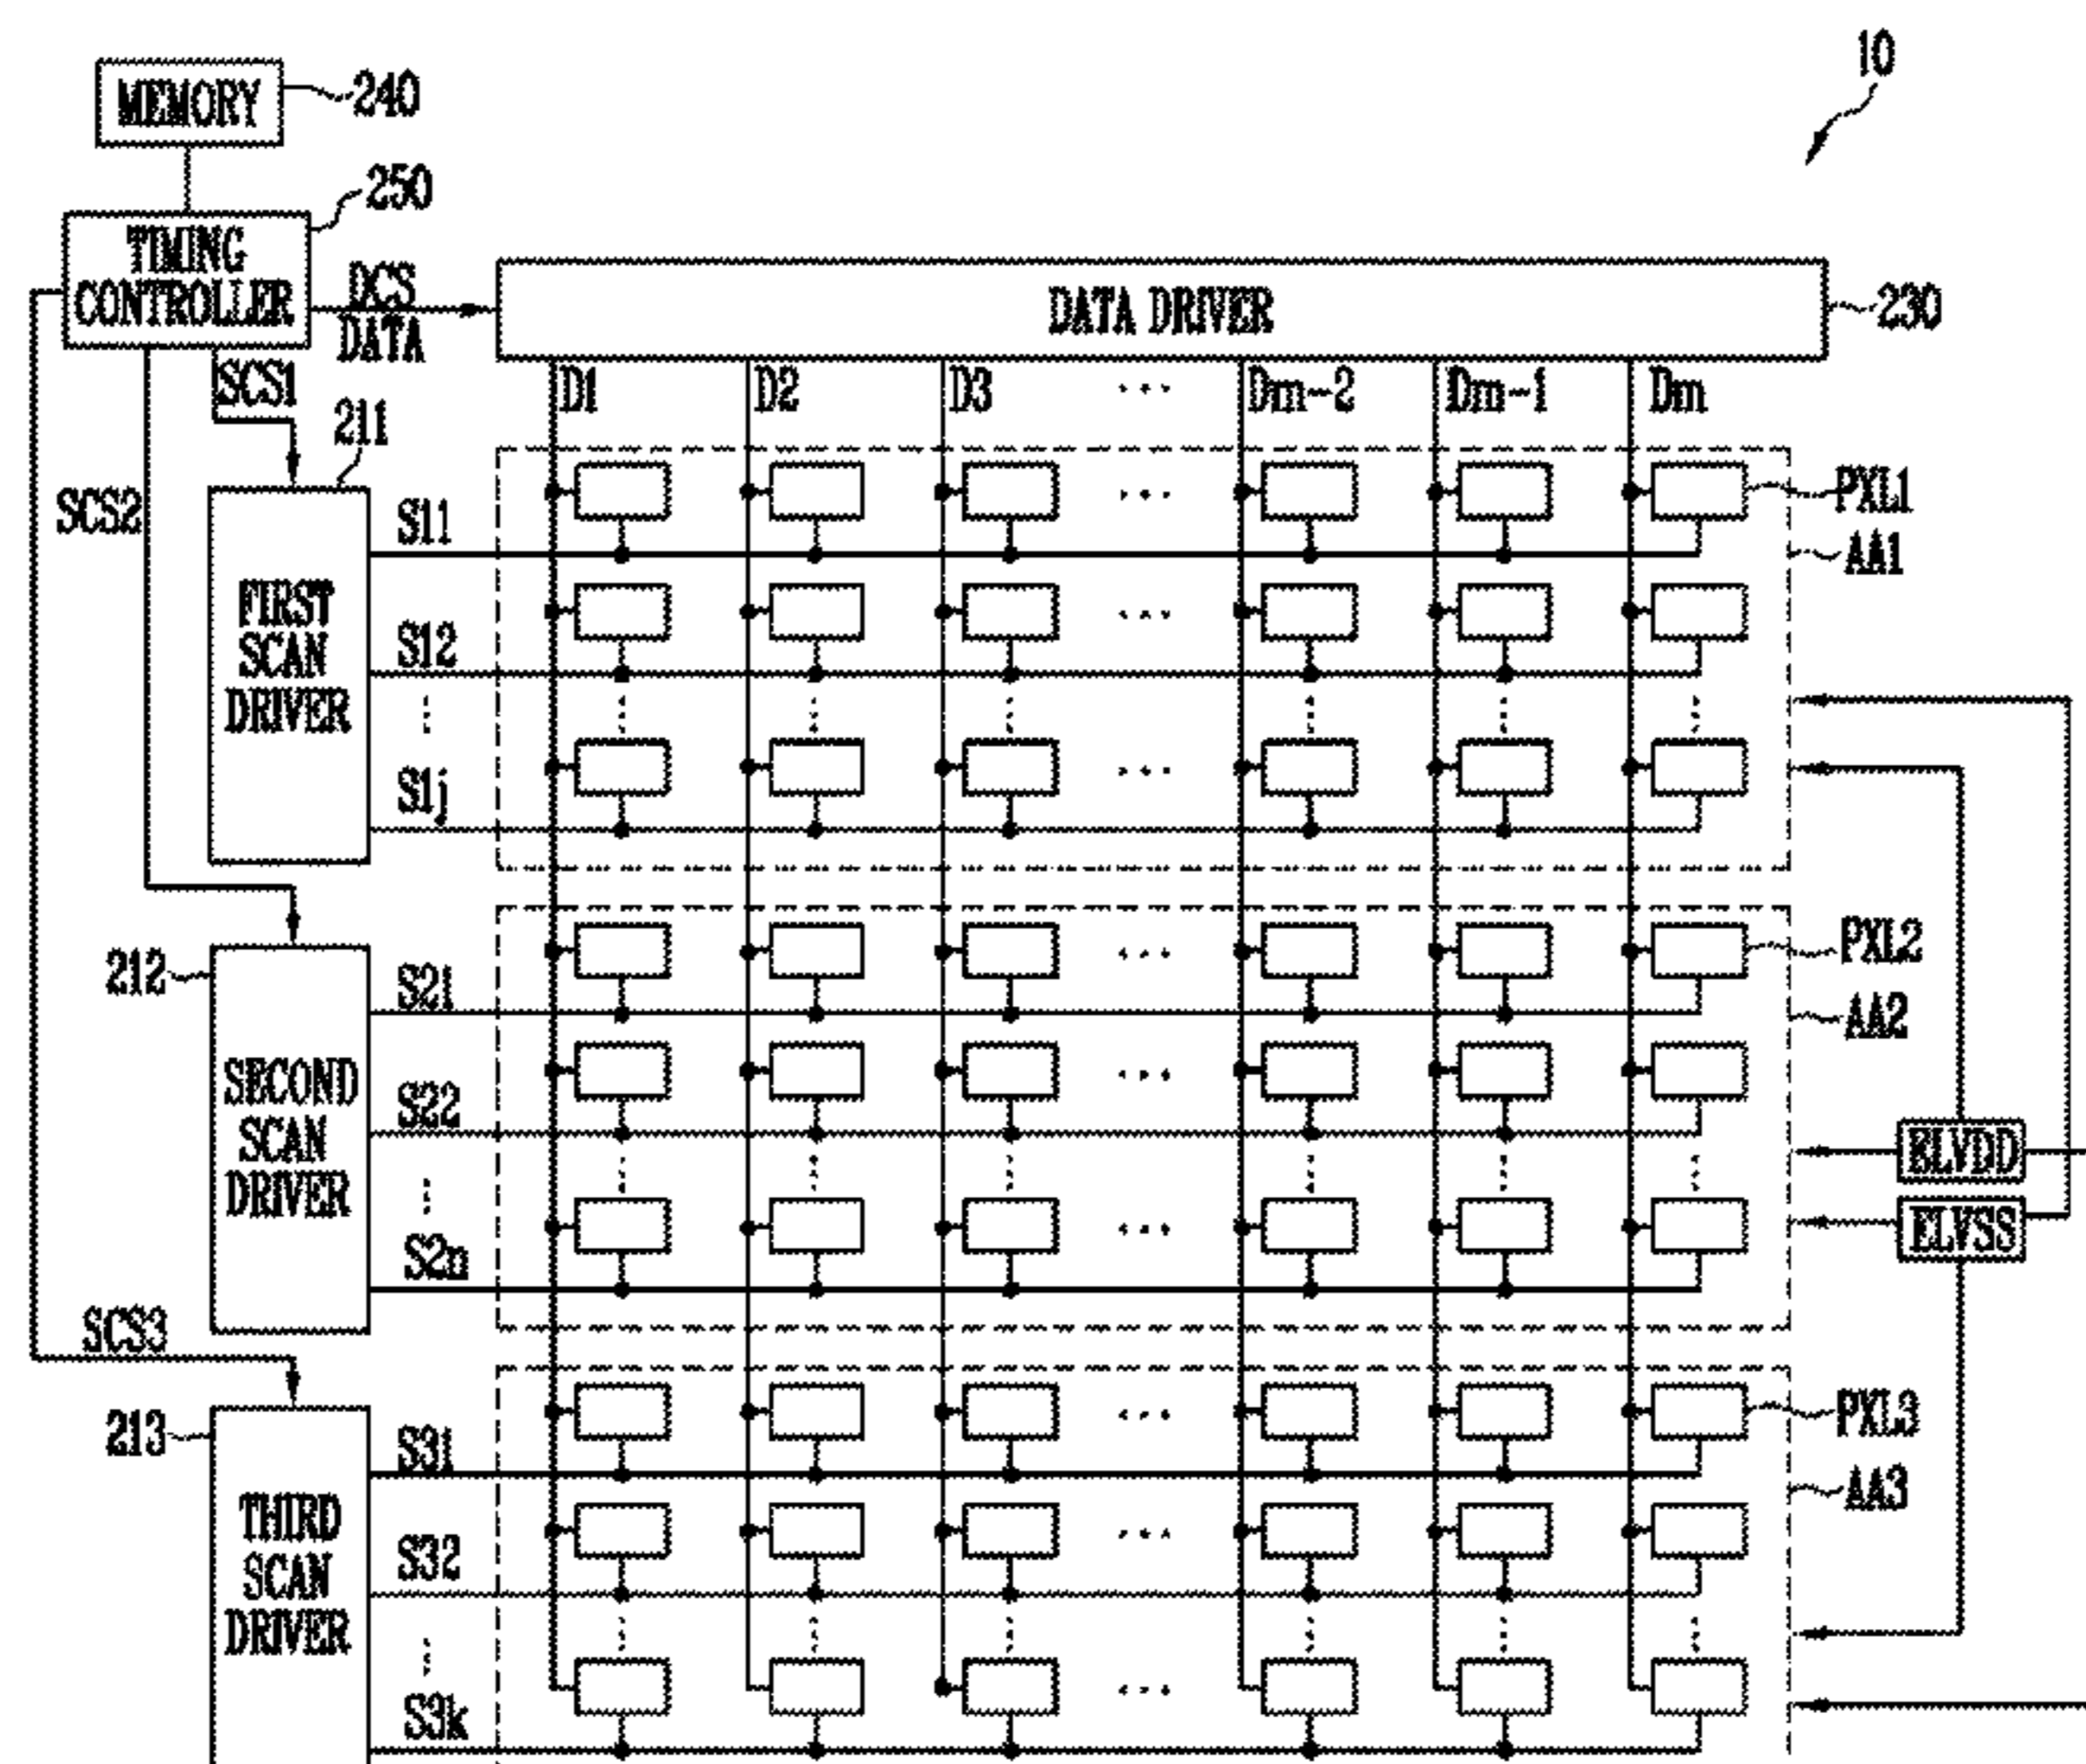 10
MEMORY
240
250
TIMING
CONTROLLER
DCS
DATA
DATA DRIVER
230
SCS1
D1
D2
D3
Dm-2
Dm-1
Dm
211
SCS2
S11
PXL1
AA1
FIRST
SCAN
DRIVER
S12
S1j
212
S21
PXL2
AA2
SECOND
SCAN
DRIVER
S22
ELVDD
ELVSS
S2n
SCS3
213
S31
PXL3
AA3
THIRD
SCAN
DRIVER
S32
S3k